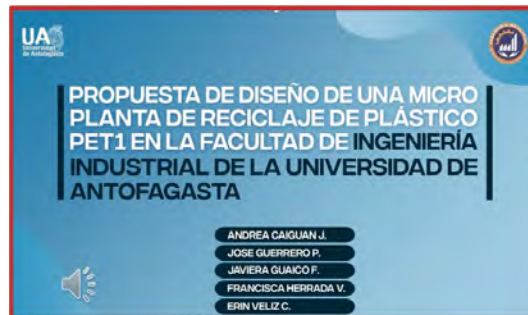 UA
Universidad
de Antofagasta
PROPUESTA DE DISEÑO DE UNA MICRO
PLANTA DE RECICLAJE DE PLÁSTICO
PET1 EN LA FACULTAD DE INGENIERÍA
INDUSTRIAL DE LA UNIVERSIDAD DE
ANTOFAGASTA
ANDREA CAIGUAN J.
JOSE GUERRERO P.
JAVIERA GUAICO F.
FRANCISCA HERRADA V.
ERIN VELIZ C.